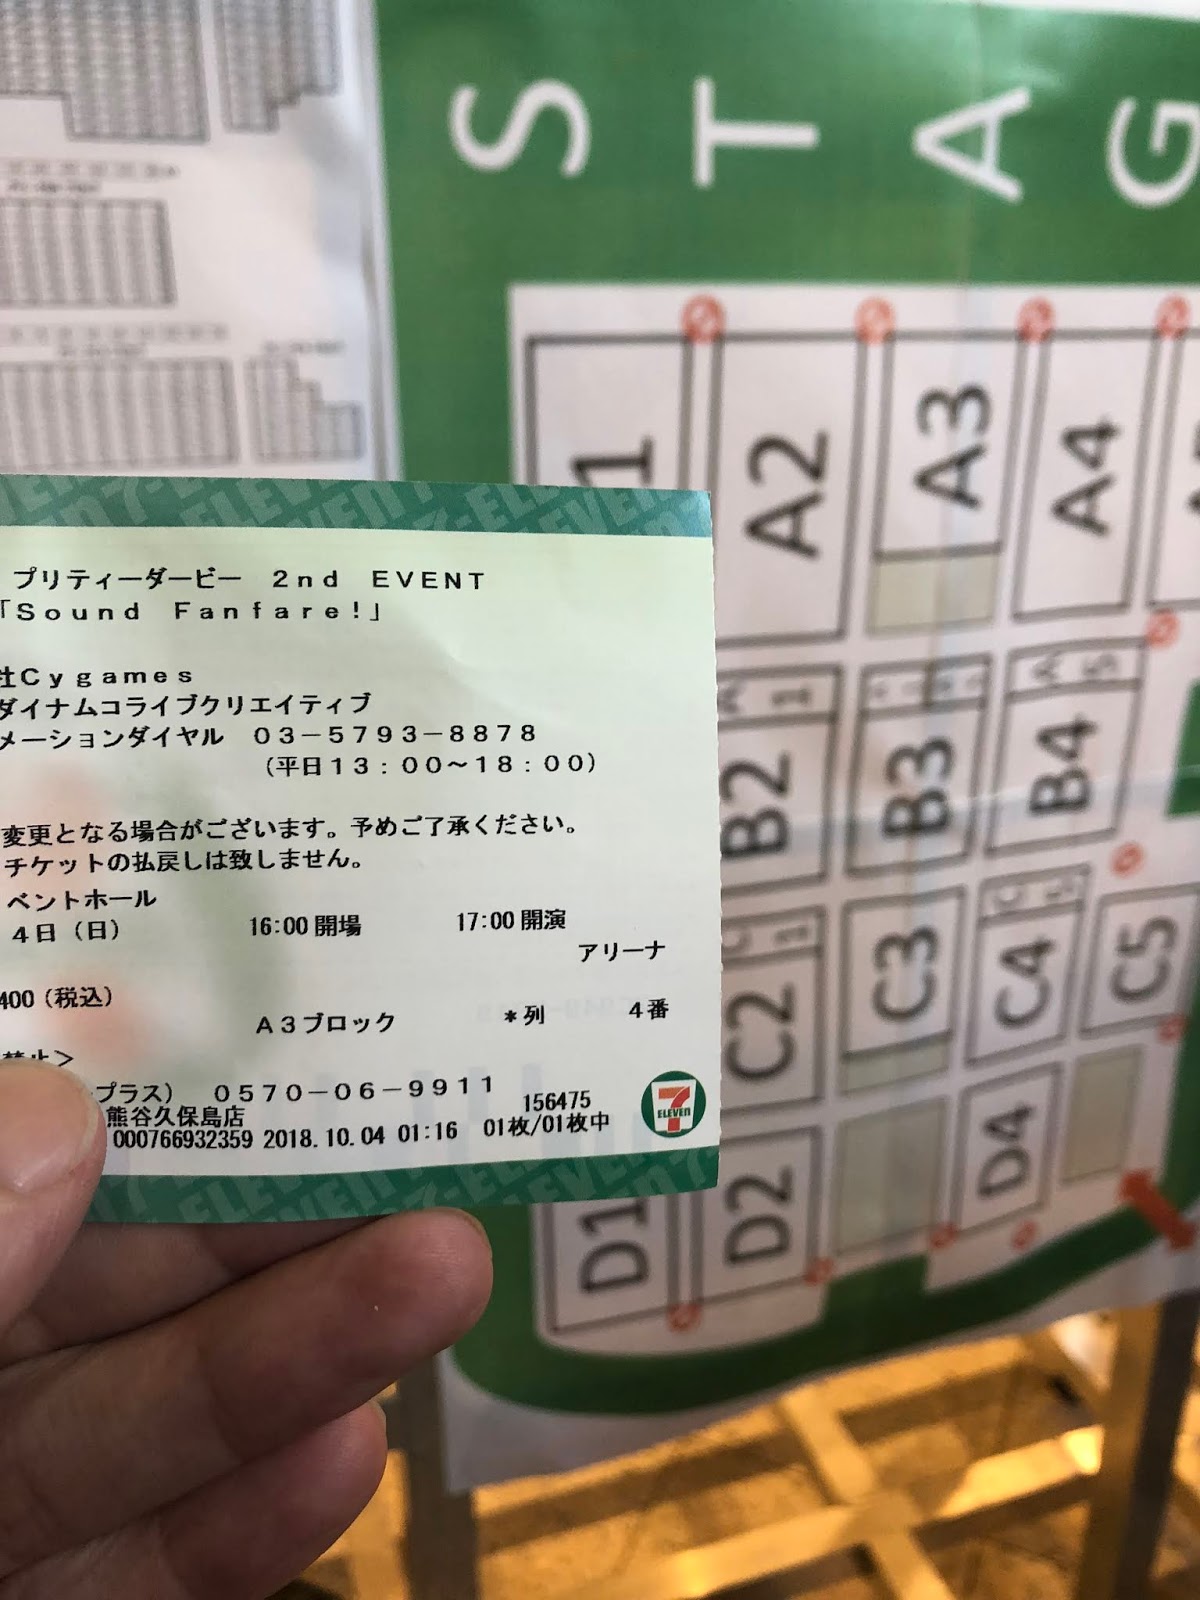 プリティーダービー 2nd EVENT
「Sound Fanfare!」
社Cygames
ダイナムコライブクリエイティブ
メーションダイヤル 03-5793-8878
(平日13:00〜18:00)
変更となる場合がございます。予めご了承ください。
チケットの払戻しは致しません。
ベントホール
4日(日) 16:00開場 17:00開演
アリーナ
400(税込)
A3ブロック *列 4番
禁止>
プラス) 0570-06-9911
熊谷久保島店 156475
000766932359 2018.10.04 01:16 01枚/01枚中
7 ELEVEN
STAG
1 A2 A3 A4
B2 B3 B4
C2 C3 C4 C5
D1 D2 D4